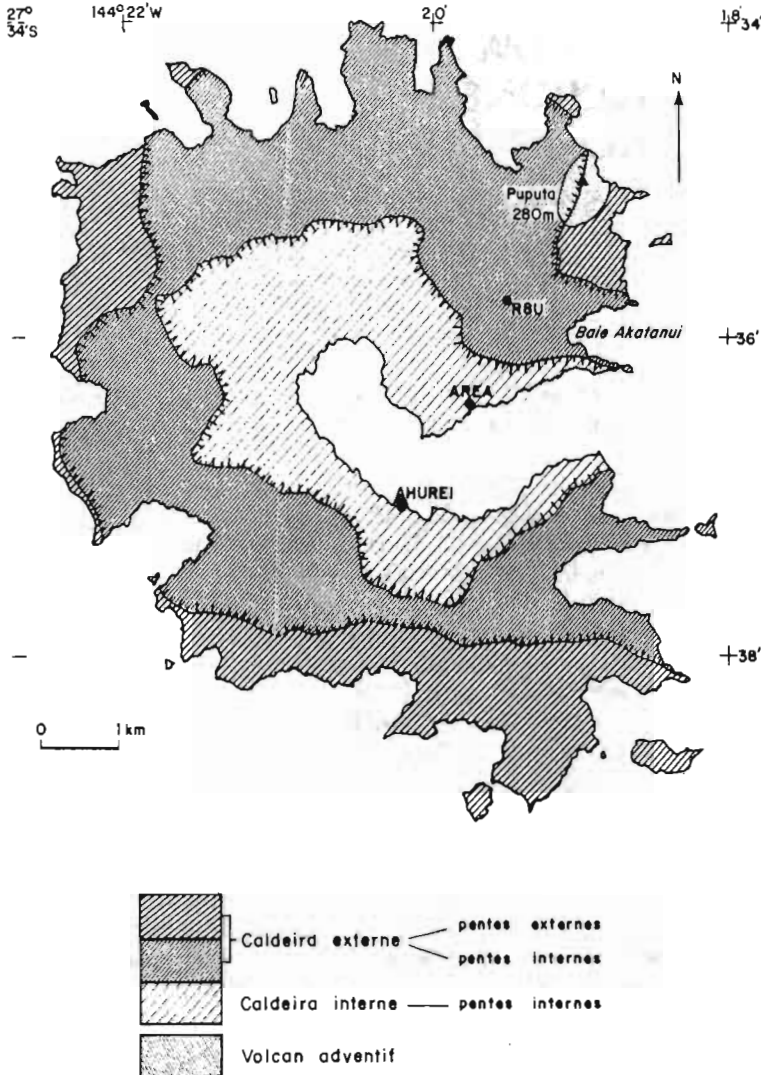 27°
34'S
144° 22'W
20'
18'34'
N
Puputa
280m
R8U
Baie Akatanui
36'
AREA
AHUREI
38'
0 1 km
Caldeira externe
pentes externes
pentes internes
Caldeira interne — pentes internes
Volcan adventif